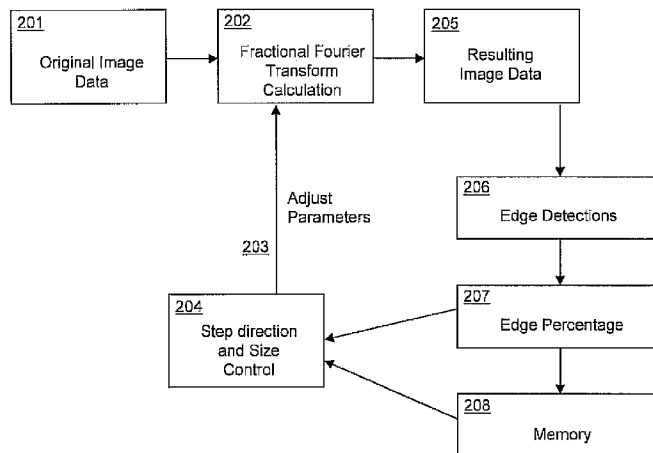 201
Original Image
Data
202
Fractional Fourier
Transform
Calculation
205
Resulting
Image Data
206
Edge Detections
Adjust
Parameters
203
204
Step direction
and Size
Control
207
Edge Percentage
208
Memory